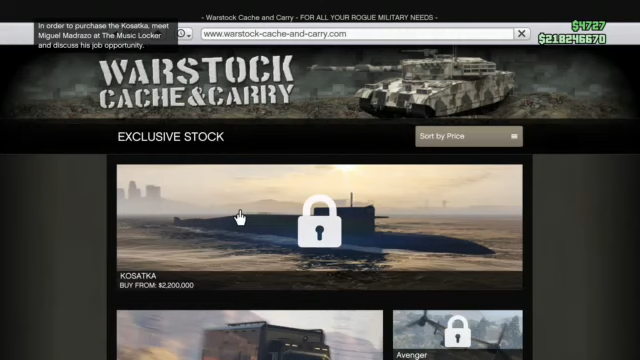 - Warstock Cache and Carry - FOR ALL YOUR ROGUE MILITARY NEEDS -
In order to purchase the Kosatka, meet
Miguel Madrazo at The Music Locker
and discuss his job opportunity.
www.warstock-cache-and-carry.com
$4727
$218246670
WARSTOCK
CACHE&CARRY
EXCLUSIVE STOCK
Sort by Price
KOSATKA
BUY FROM: $2,200,000
Avenger